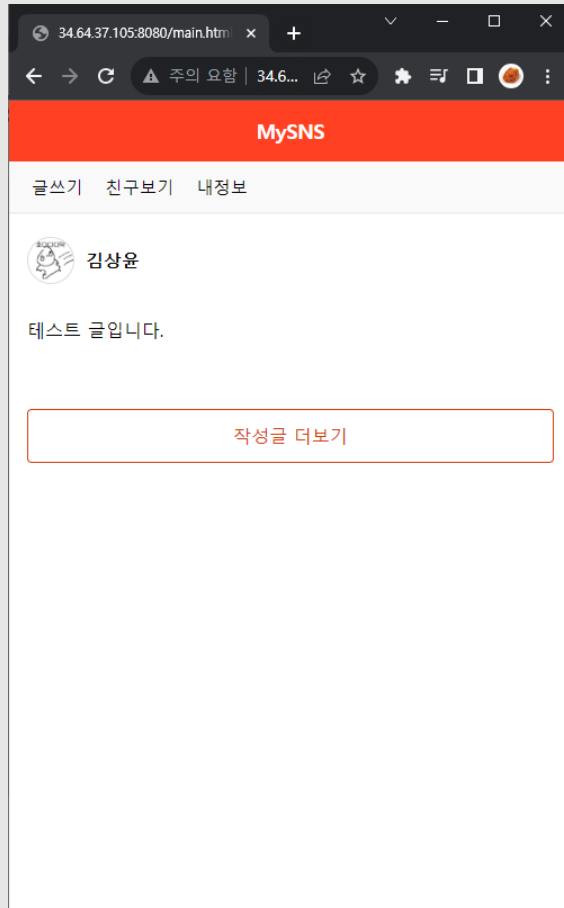 34.64.37.105:8080/main.htm
주의 요함 34.6...
MySNS
글쓰기 친구보기 내정보
김상윤
테스트 글입니다.
작성글 더보기